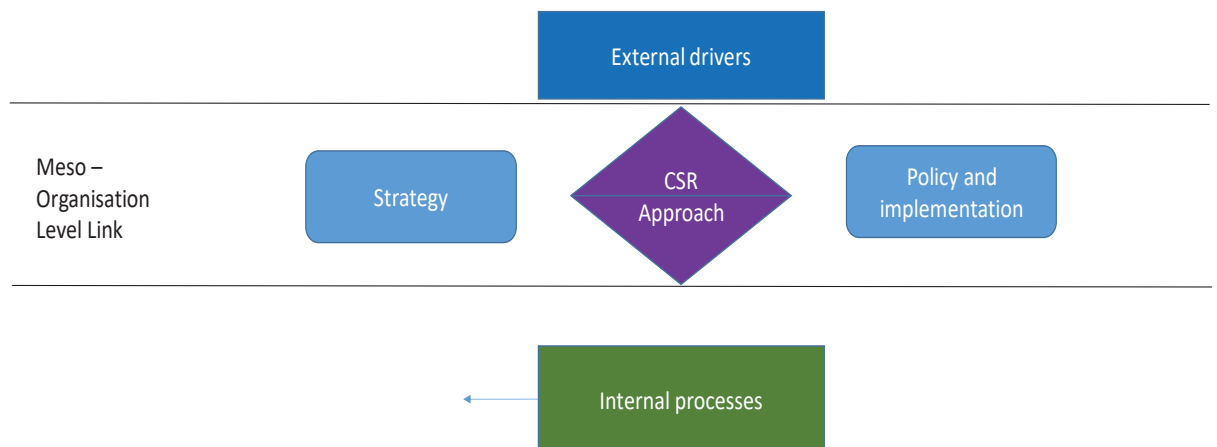 External drivers
Meso –
Organisation
Level Link
Strategy
CSR
Approach
Policy and
implementation
Internal processes